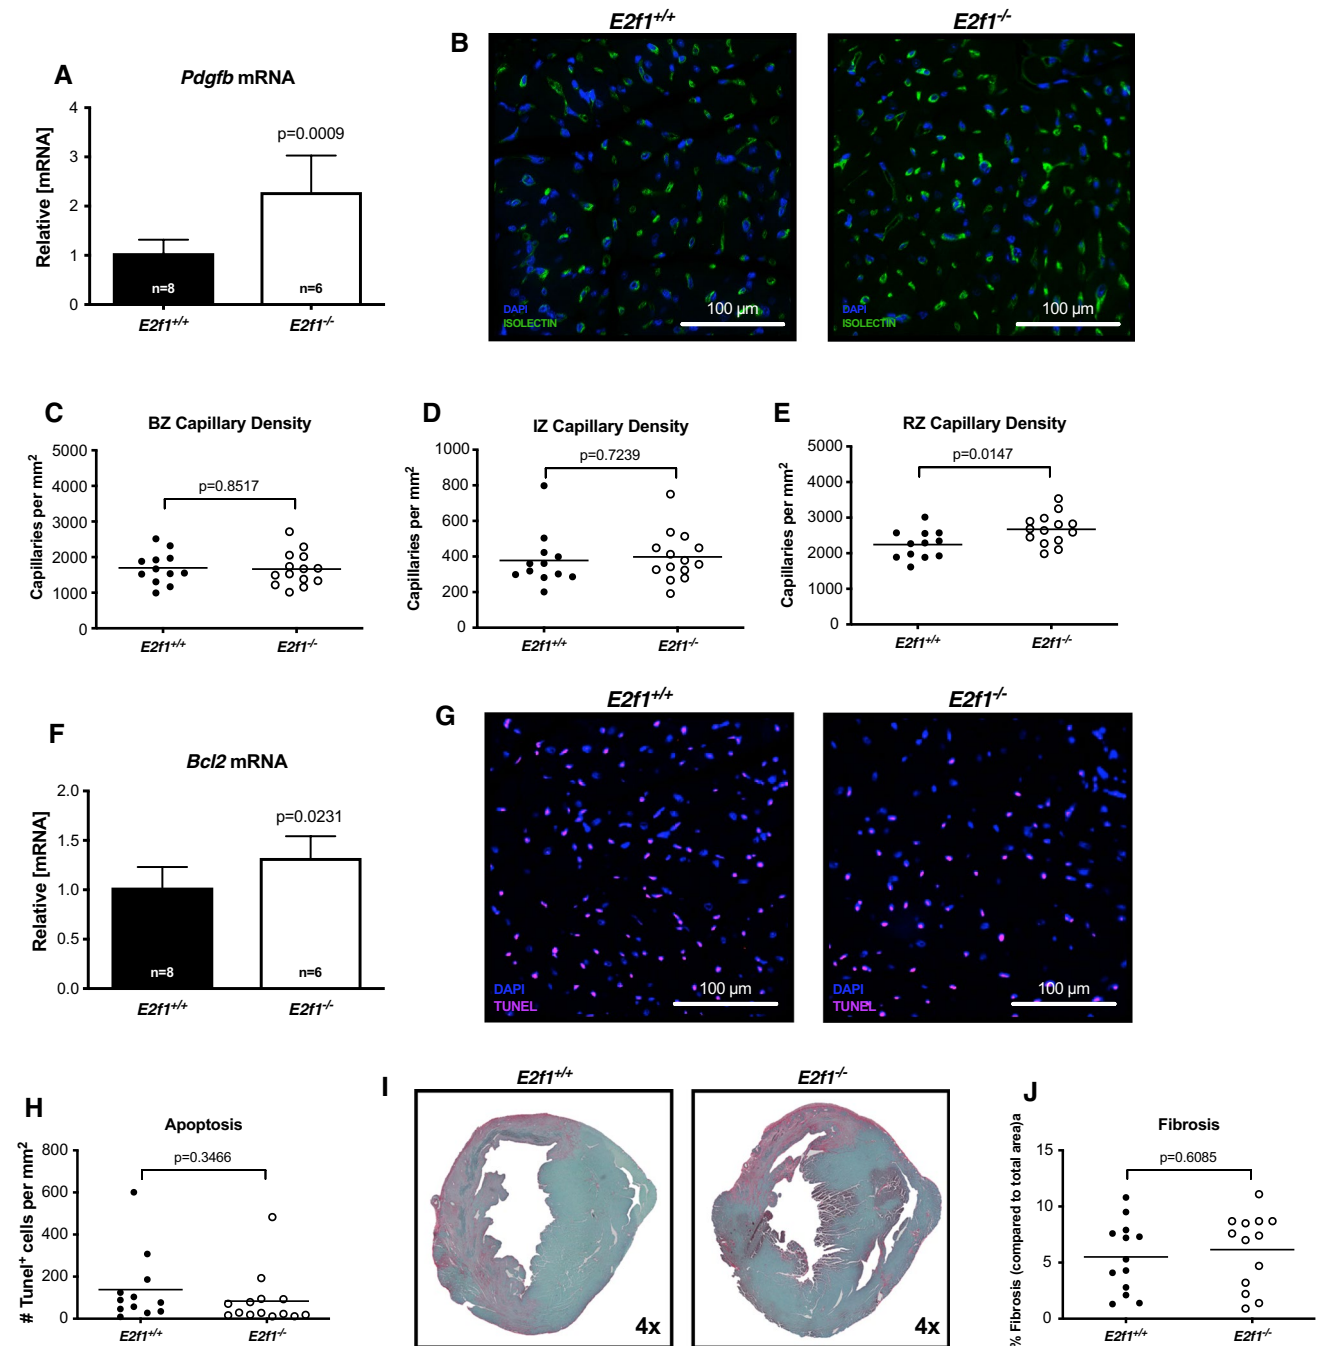 A
Pdgfb mRNA
Relative [mRNA]
4
3
2
1
0
p=0.0009
n=8
n=6
E2f1+/+
E2f1-/-
B
E2f1+/+
E2f1-/-
DAPI
ISOLECTIN
100 µm
DAPI
ISOLECTIN
100 µm
C
BZ Capillary Density
Capillaries per mm2
5000
4000
3000
2000
1000
0
p=0.8517
E2f1+/+
E2f1-/-
D
IZ Capillary Density
Capillaries per mm2
1000
800
600
400
200
0
p=0.7239
E2f1+/+
E2f1-/-
E
RZ Capillary Density
Capillaries per mm2
5000
4000
3000
2000
1000
0
p=0.0147
E2f1+/+
E2f1-/-
F
Bcl2 mRNA
Relative [mRNA]
2.0
1.5
1.0
0.5
0.0
p=0.0231
n=8
n=6
E2f1+/+
E2f1-/-
G
E2f1+/+
E2f1-/-
DAPI
TUNEL
100 µm
DAPI
TUNEL
100 µm
H
Apoptosis
# Tunel+ cells per mm2
800
600
400
200
0
p=0.3466
E2f1+/+
E2f1-/-
I
E2f1+/+
E2f1-/-
4x
4x
J
Fibrosis
% Fibrosis (compared to total area)a
15
10
5
0
p=0.6085
E2f1+/+
E2f1-/-